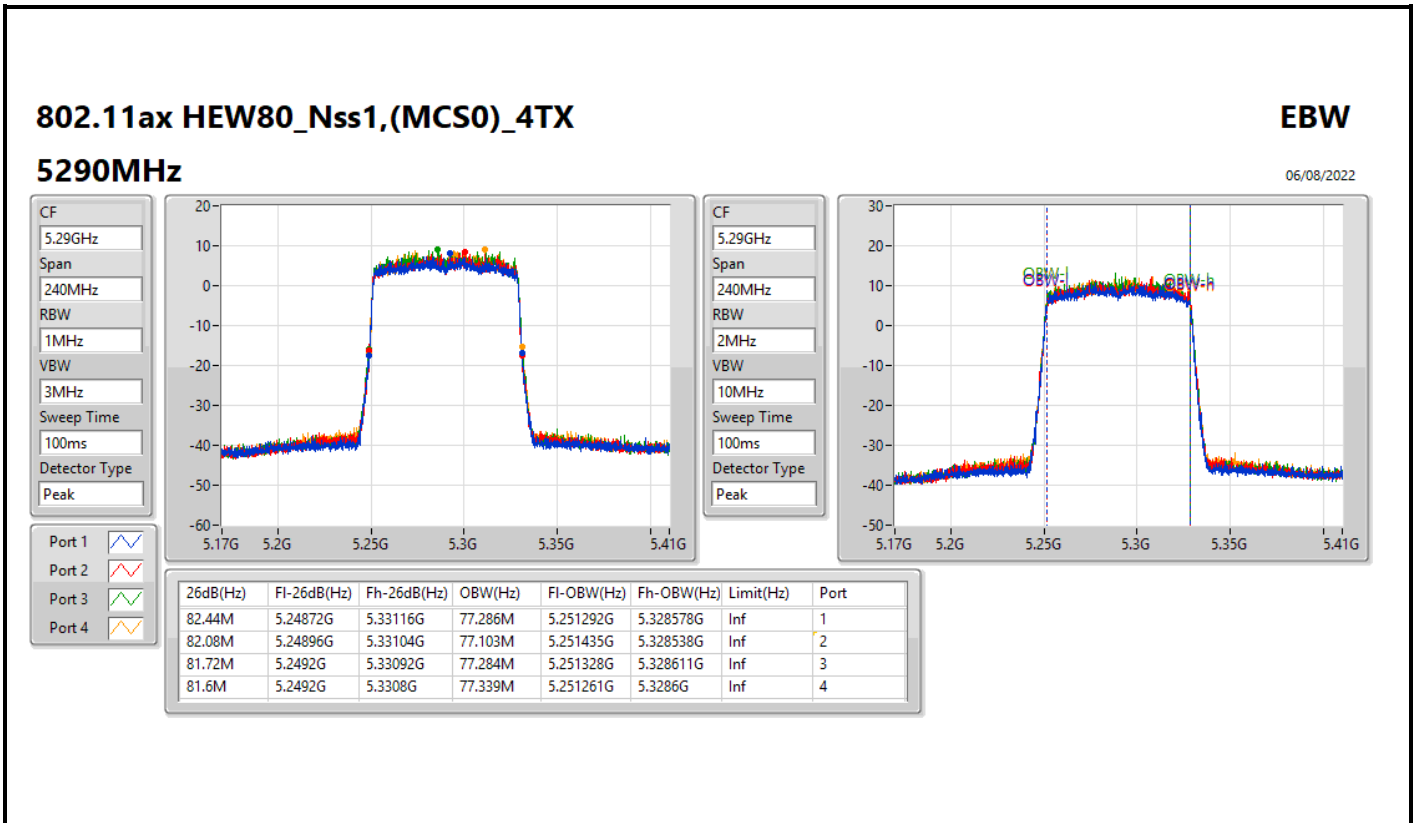 802.11ax HEW80_Nss1,(MCS0)_4TX
EBW
5290MHz
06/08/2022
CF
5.29GHz
Span
240MHz
RBW
1MHz
VBW
3MHz
Sweep Time
100ms
Detector Type
Peak
20
10
0
-10
-20
-30
-40
-50
-60
5.17G 5.2G 5.25G 5.3G 5.35G 5.41G
CF
5.29GHz
Span
240MHz
RBW
2MHz
VBW
10MHz
Sweep Time
100ms
Detector Type
Peak
30
20
10
0
-10
-20
-30
-40
-50
OBW-l
OBW-h
5.17G 5.2G 5.25G 5.3G 5.35G 5.41G
Port 1
Port 2
Port 3
Port 4
26dB(Hz) Fl-26dB(Hz) Fh-26dB(Hz) OBW(Hz) Fl-OBW(Hz) Fh-OBW(Hz) Limit(Hz) Port
82.44M 5.24872G 5.33116G 77.286M 5.251292G 5.328578G Inf 1
82.08M 5.24896G 5.33104G 77.103M 5.251435G 5.328538G Inf 2
81.72M 5.2492G 5.33092G 77.284M 5.251328G 5.328611G Inf 3
81.6M 5.2492G 5.3308G 77.339M 5.251261G 5.3286G Inf 4